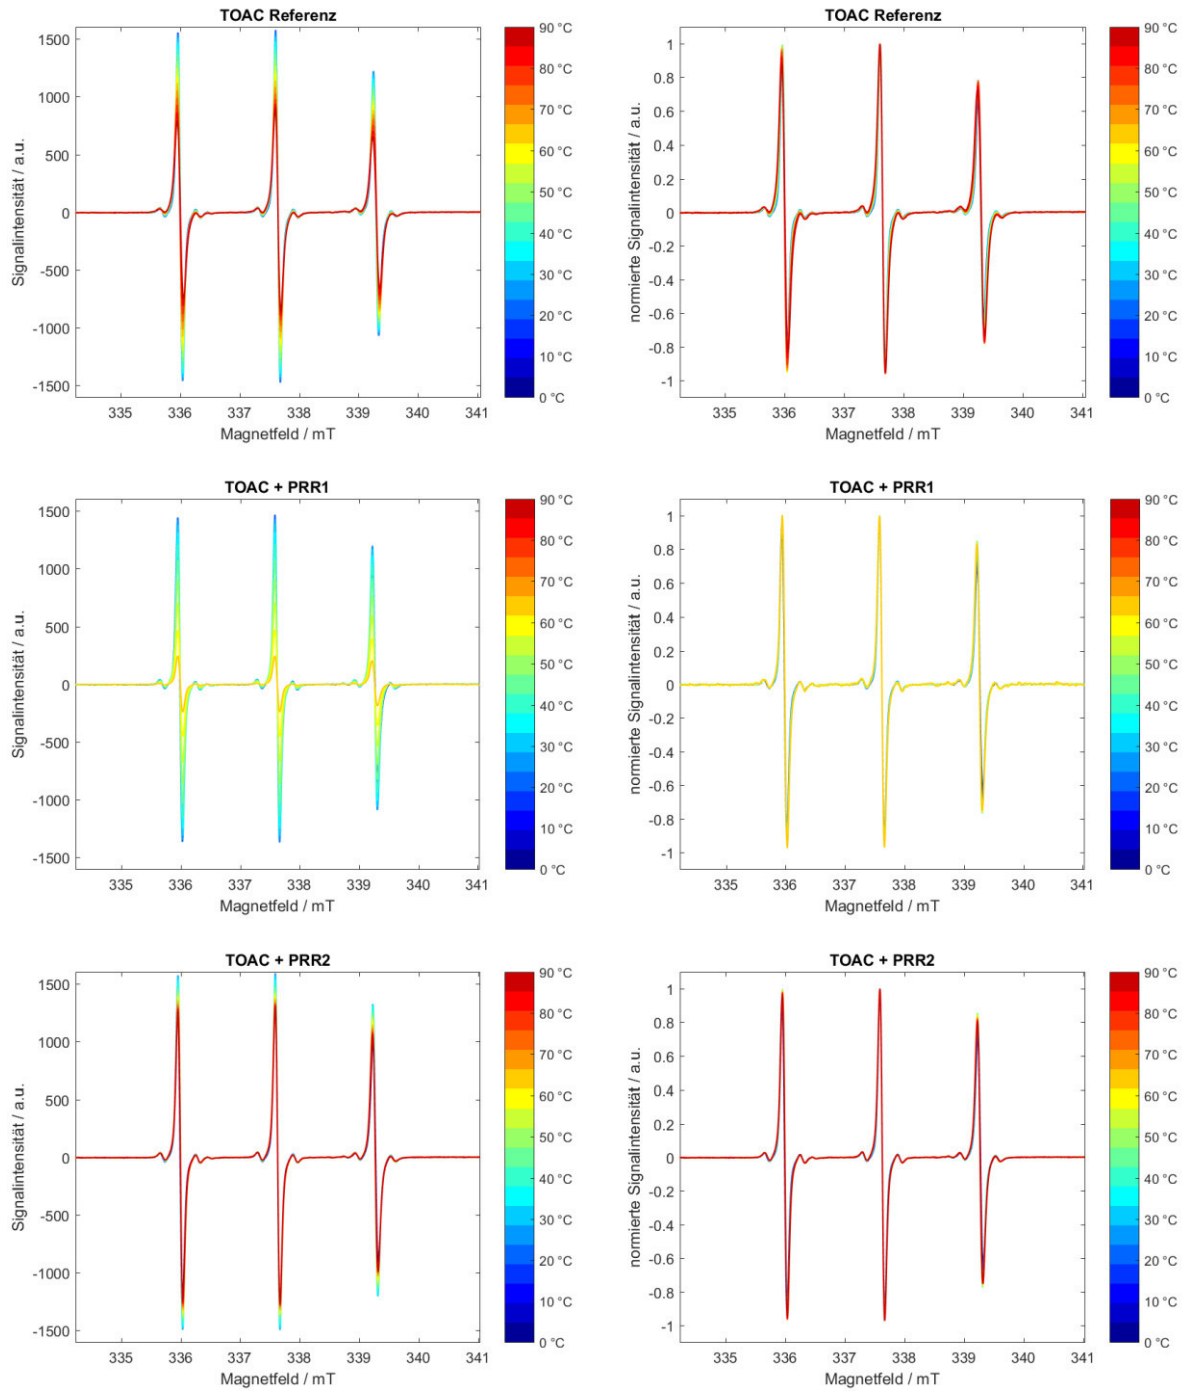 TOAC Referenz
1500
1000
500
0
-500
-1000
-1500
Signalintensität / a.u.
335
336
337
338
339
340
341
Magnetfeld / mT
90 °C
80 °C
70 °C
60 °C
50 °C
40 °C
30 °C
20 °C
10 °C
0 °C
TOAC Referenz
1
0.8
0.6
0.4
0.2
0
-0.2
-0.4
-0.6
-0.8
-1
normierte Signalintensität / a.u.
335
336
337
338
339
340
341
Magnetfeld / mT
90 °C
80 °C
70 °C
60 °C
50 °C
40 °C
30 °C
20 °C
10 °C
0 °C
TOAC + PRR1
1500
1000
500
0
-500
-1000
-1500
Signalintensität / a.u.
335
336
337
338
339
340
341
Magnetfeld / mT
90 °C
80 °C
70 °C
60 °C
50 °C
40 °C
30 °C
20 °C
10 °C
0 °C
TOAC + PRR1
1
0.8
0.6
0.4
0.2
0
-0.2
-0.4
-0.6
-0.8
-1
normierte Signalintensität / a.u.
335
336
337
338
339
340
341
Magnetfeld / mT
90 °C
80 °C
70 °C
60 °C
50 °C
40 °C
30 °C
20 °C
10 °C
0 °C
TOAC + PRR2
1500
1000
500
0
-500
-1000
-1500
Signalintensität / a.u.
335
336
337
338
339
340
341
Magnetfeld / mT
90 °C
80 °C
70 °C
60 °C
50 °C
40 °C
30 °C
20 °C
10 °C
0 °C
TOAC + PRR2
1
0.8
0.6
0.4
0.2
0
-0.2
-0.4
-0.6
-0.8
-1
normierte Signalintensität / a.u.
335
336
337
338
339
340
341
Magnetfeld / mT
90 °C
80 °C
70 °C
60 °C
50 °C
40 °C
30 °C
20 °C
10 °C
0 °C